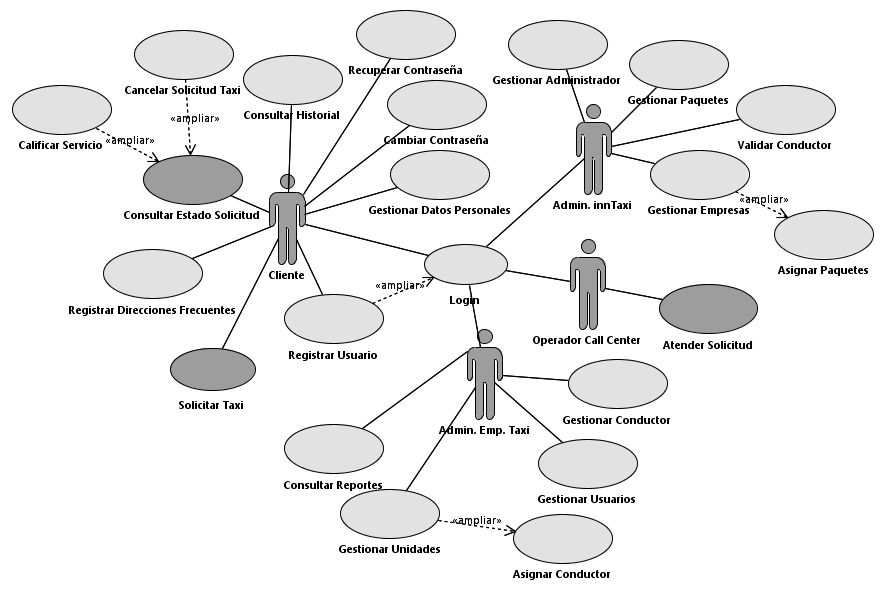 Recuperar Contraseña
Gestionar Administrador
Cancelar Solicitud Taxi
Gestionar Paquetes
Consultar Historial
«ampliar»
Calificar Servicio
«ampliar»
Cambiar Contraseña
Validar Conductor
Consultar Estado Solicitud
Gestionar Datos Personales
Admin. innTaxi
Gestionar Empresas
«ampliar»
Asignar Paquetes
Cliente
«ampliar»
Login
Registrar Direcciones Frecuentes
Registrar Usuario
Operador Call Center
Atender Solicitud
Solicitar Taxi
Gestionar Conductor
Admin. Emp. Taxi
Consultar Reportes
Gestionar Usuarios
«ampliar»
Gestionar Unidades
Asignar Conductor